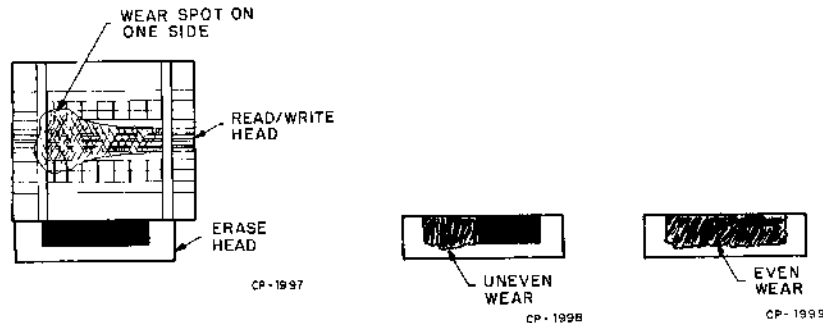 WEAR SPOT ON
ONE SIDE
READ/WRITE
HEAD
ERASE
HEAD
CP-1997
UNEVEN
WEAR
CP-1998
EVEN
WEAR
CP-1999